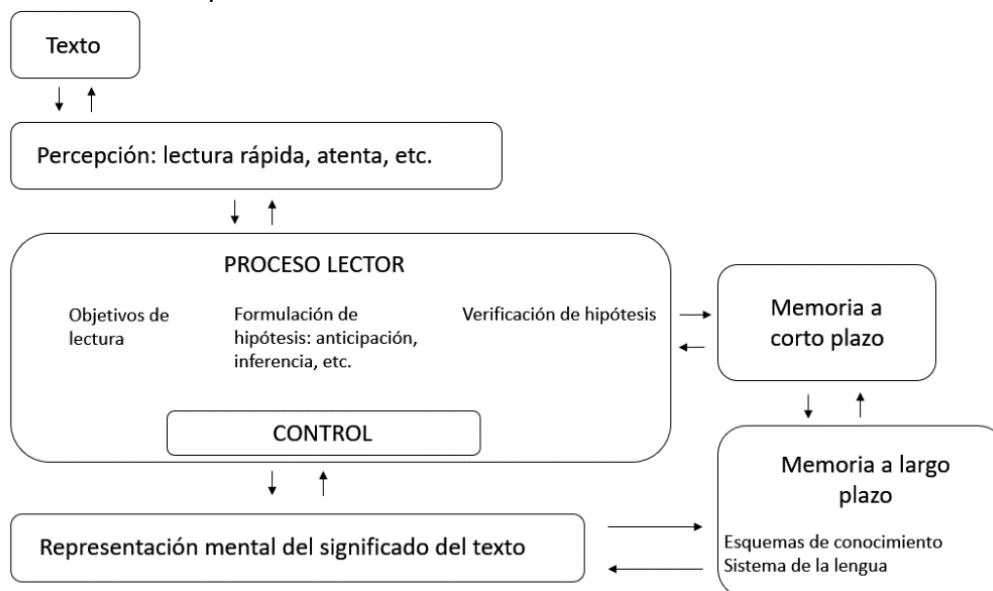 Texto
Percepción: lectura rápida, atenta, etc.
PROCESO LECTOR
Objetivos de
lectura
Formulación de
hipótesis: anticipación,
inferencia, etc.
Verificación de hipótesis
CONTROL
Memoria a
corto plazo
Memoria a largo
plazo
Esquemas de conocimiento
Sistema de la lengua
Representación mental del significado del texto